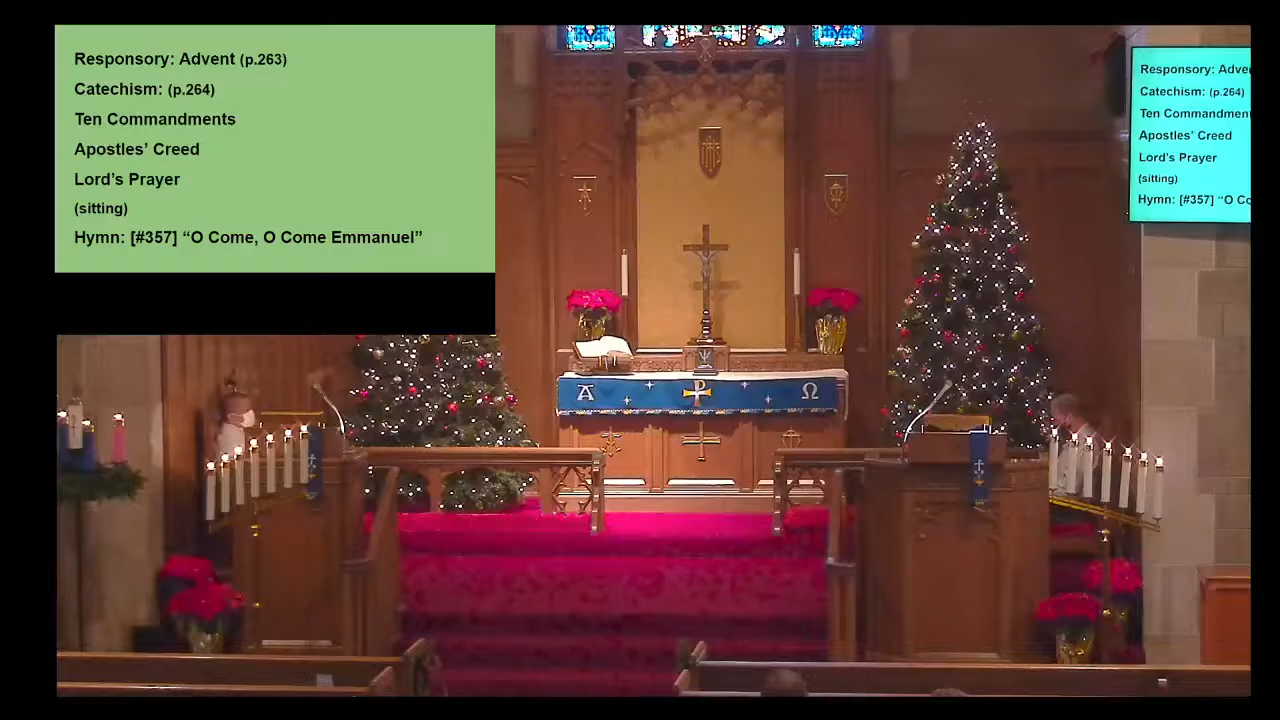 Responsory: Advent (p.263)
Catechism: (p.264)
Ten Commandments
Apostles’ Creed
Lord’s Prayer
(sitting)
Hymn: [#357] “O Come, O Come Emmanuel”
Responsory: Adve
Catechism: (p.264)
Ten Commandmen
Apostles’ Creed
Lord’s Prayer
(sitting)
Hymn: [#357] “O Co
Α Ω